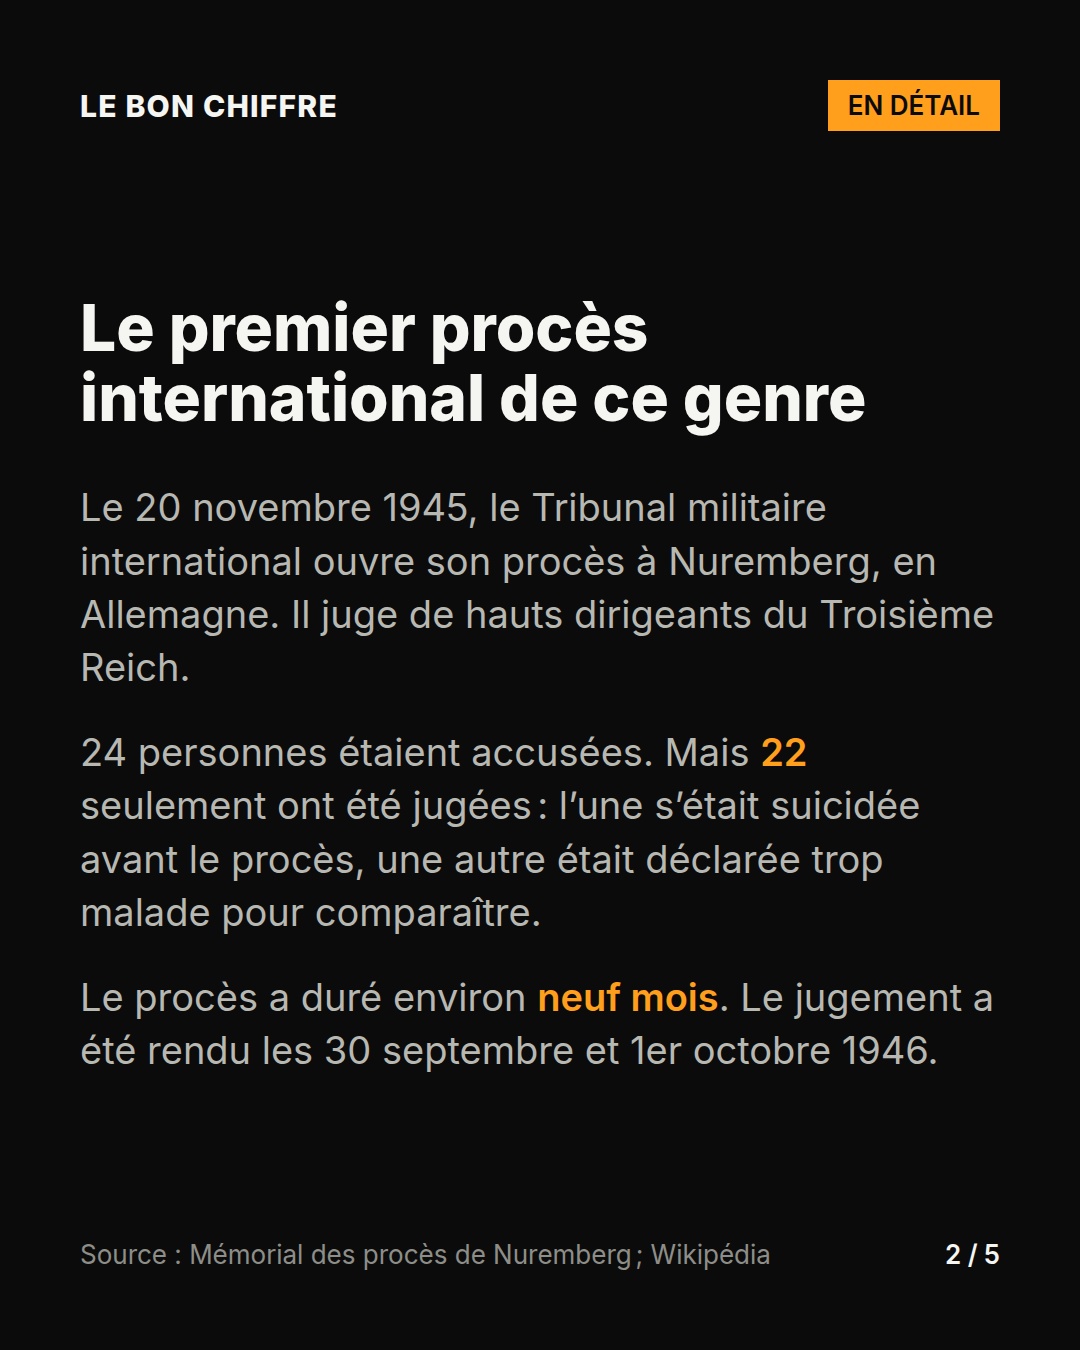 LE BON CHIFFRE
EN DÉTAIL
Le premier procès
international de ce genre
Le 20 novembre 1945, le Tribunal militaire
international ouvre son procès à Nuremberg, en
Allemagne. Il juge de hauts dirigeants du Troisième
Reich.
24 personnes étaient accusées. Mais 22
seulement ont été jugées : l’une s’était suicidée
avant le procès, une autre était déclarée trop
malade pour comparaître.
Le procès a duré environ neuf mois. Le jugement a
été rendu les 30 septembre et 1er octobre 1946.
Source : Mémorial des procès de Nuremberg ; Wikipédia
2 / 5